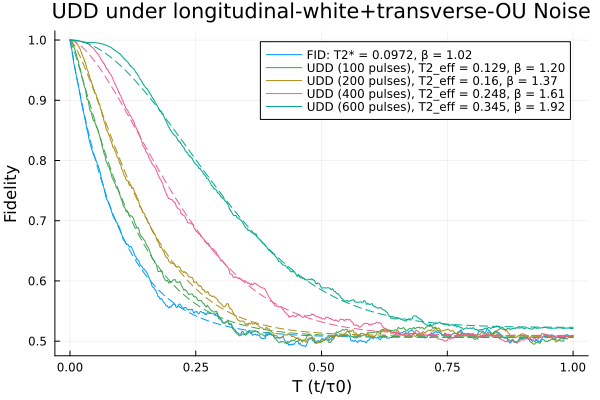 UDD under longitudinal-white+transverse-OU Noise
FID: T2* = 0.0972, β = 1.02
UDD (100 pulses), T2_eff = 0.129, β = 1.20
UDD (200 pulses), T2_eff = 0.16, β = 1.37
UDD (400 pulses), T2_eff = 0.248, β = 1.61
UDD (600 pulses), T2_eff = 0.345, β = 1.92
Fidelity
1.0
0.9
0.8
0.7
0.6
0.5
0.00
0.25
0.50
0.75
1.00
T (t/τ0)